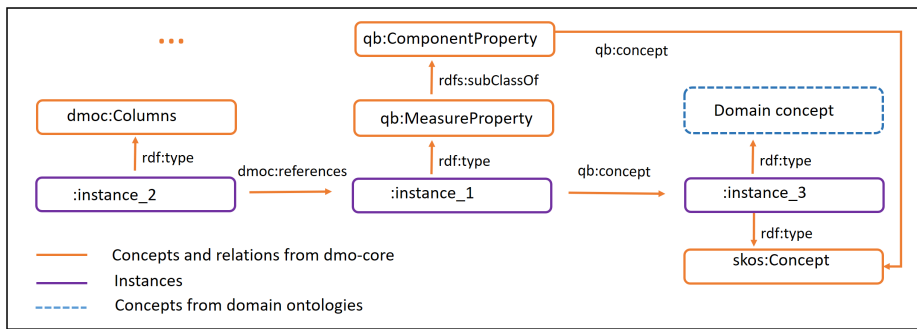 ...
qb:ComponentProperty
qb:concept
rdfs:subClassOf
dmoc:Columns
qb:MeasureProperty
Domain concept
rdf:type
dmoc:references
rdf:type
qb:concept
rdf:type
:instance_2
:instance_1
:instance_3
rdf:type
skos:Concept
Concepts and relations from dmo-core
Instances
Concepts from domain ontologies